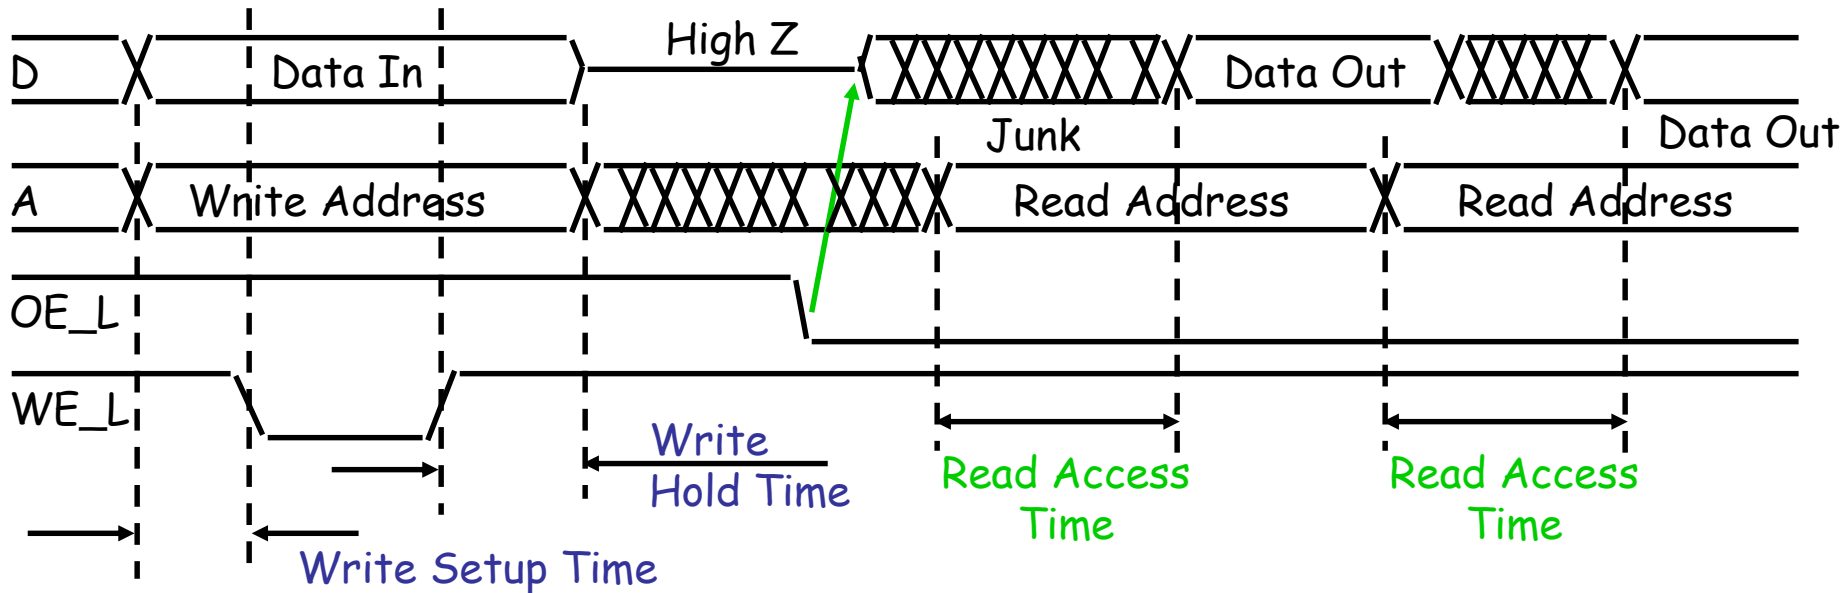 High Z
D
Data In
Data Out
Junk
Data Out
A
Write Address
Read Address
Read Address
OE_L
WE_L
Write
Hold Time
Read Access
Time
Read Access
Time
Write Setup Time